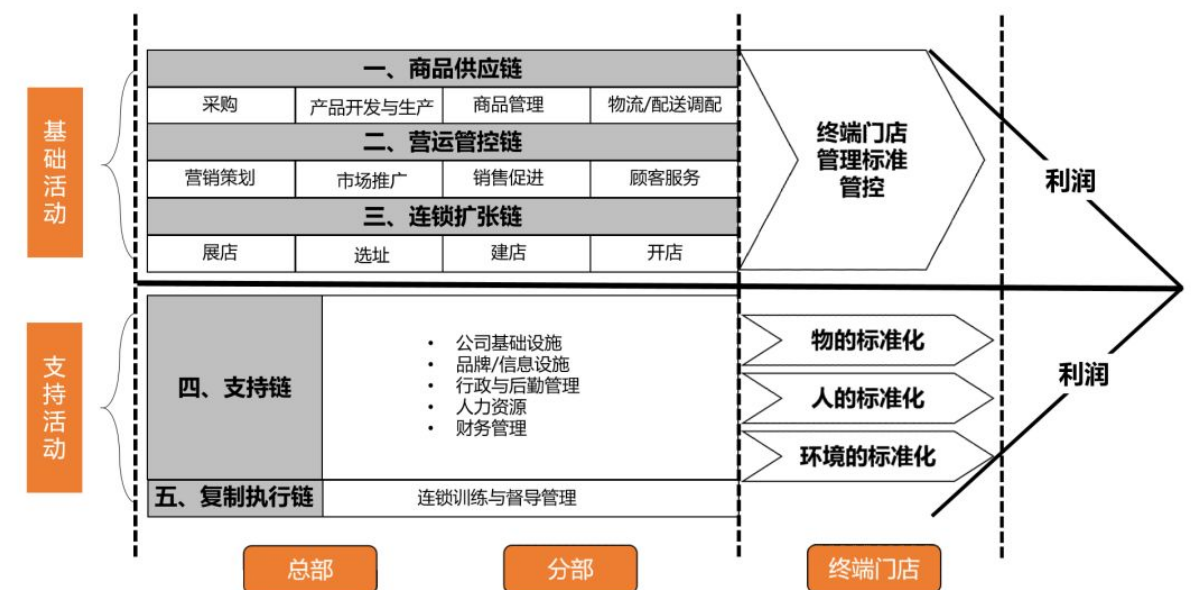 基础活动
一、商品供应链
采购 产品开发与生产 商品管理 物流/配送调配
二、营运管控链
营销策划 市场推广 销售促进 顾客服务
三、连锁扩张链
展店 选址 建店 开店
终端门店
管理标准
管控
利润
支持活动
四、支持链
• 公司基础设施
• 品牌/信息设施
• 行政与后勤管理
• 人力资源
• 财务管理
五、复制执行链 连锁训练与督导管理
物的标准化
人的标准化
环境的标准化
利润
总部 分部 终端门店